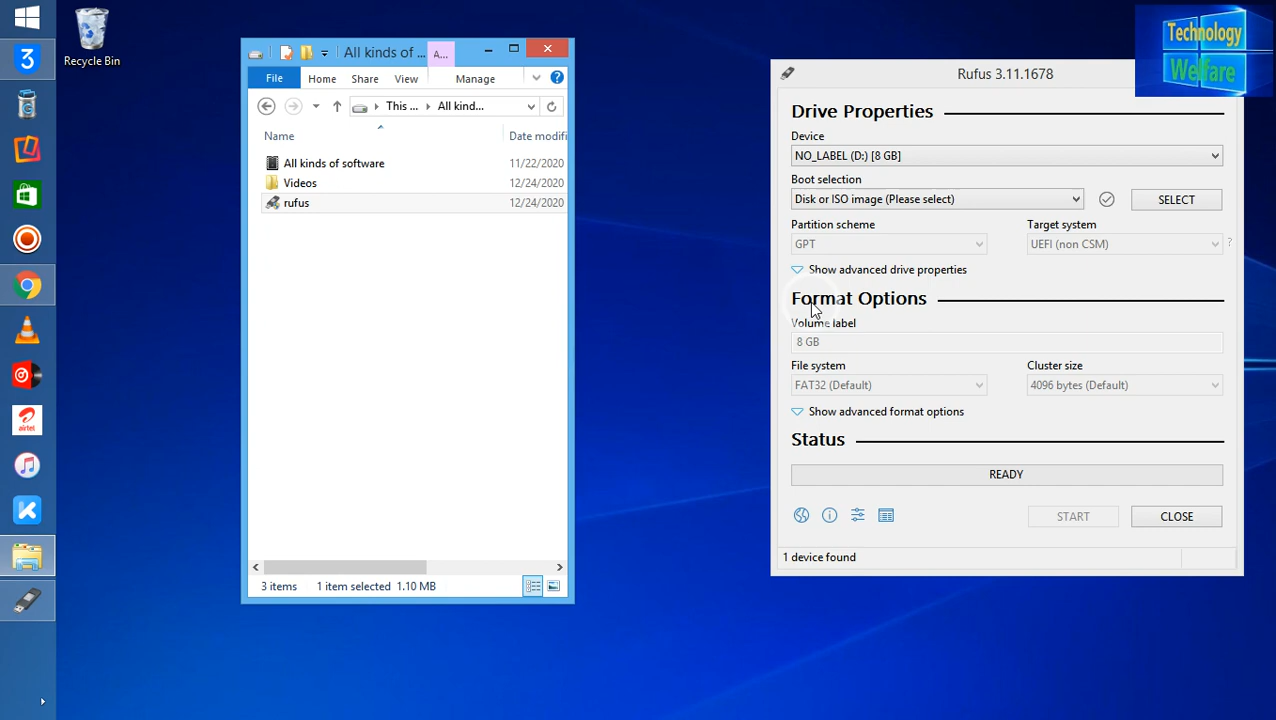 Recycle Bin
All kinds of ...
A...
File
Home
Share
View
Manage
This ...
All kind...
Name
Date modifi
All kinds of software
11/22/2020
Videos
12/24/2020
rufus
12/24/2020
3 items
1 item selected 1.10 MB
airtel
Technology
Welfare
Rufus 3.11.1678
Drive Properties
Device
NO_LABEL (D:) [8 GB]
Boot selection
Disk or ISO image (Please select)
SELECT
Partition scheme
Target system
GPT
UEFI (non CSM)
?
Show advanced drive properties
Format Options
Volume label
8 GB
File system
Cluster size
FAT32 (Default)
4096 bytes (Default)
Show advanced format options
Status
READY
START
CLOSE
1 device found